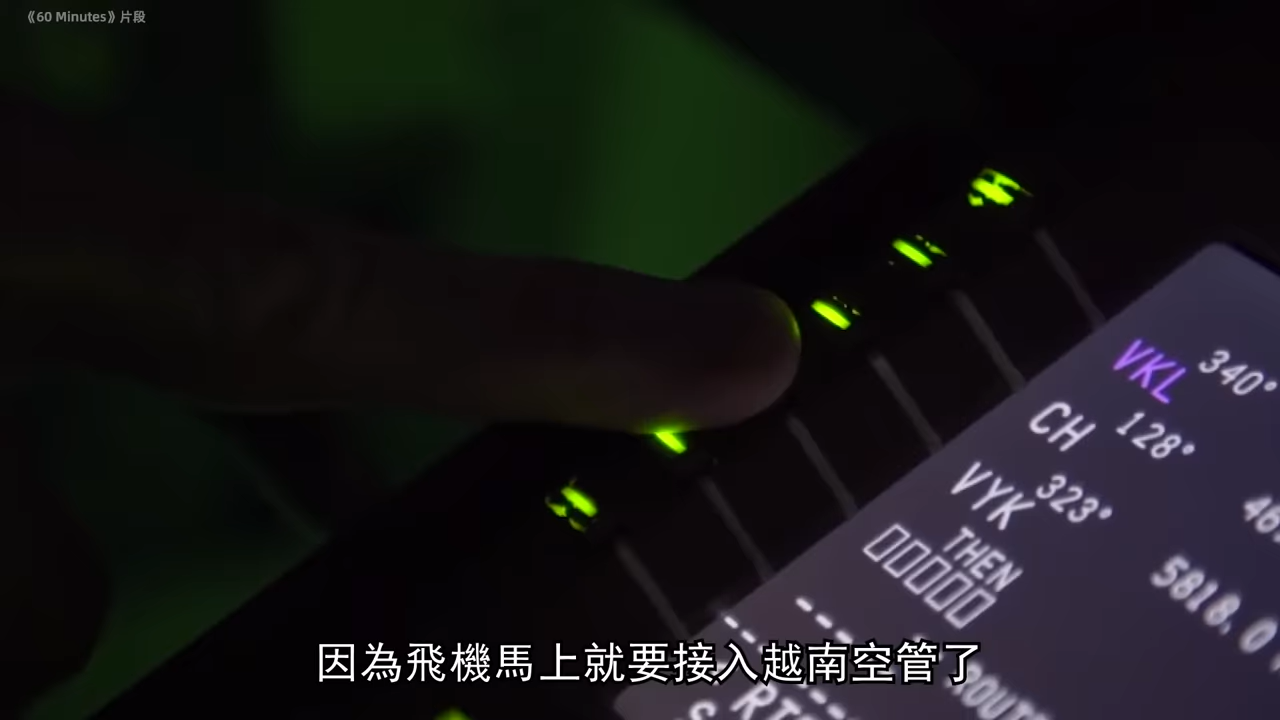 《60 Minutes》片段
VKL 340°
CH 128°
VYK 323°
THEN
5818.0
因為飛機馬上就要接入越南空管了